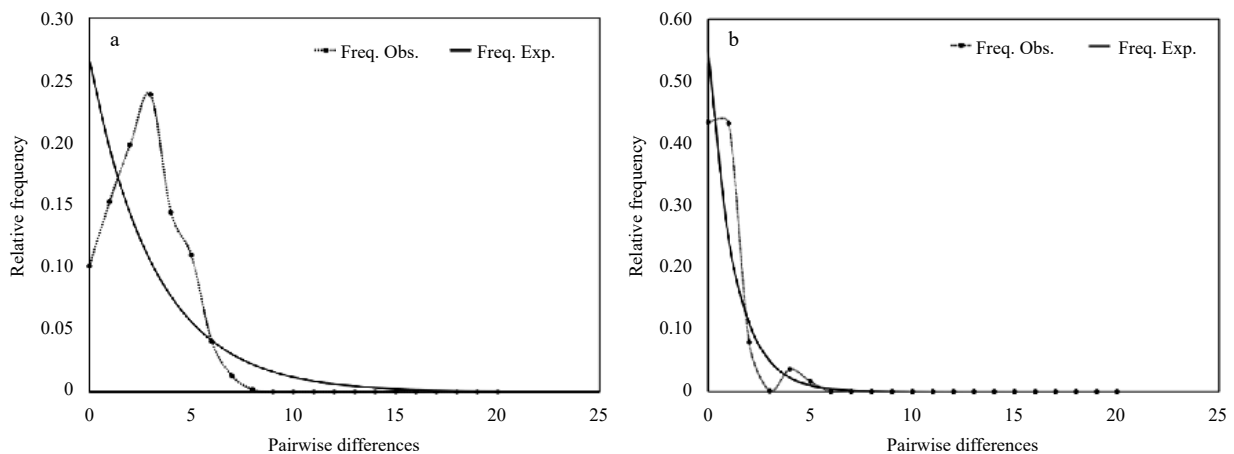 a
Freq. Obs.
Freq. Exp.
Relative frequency
0.30
0.25
0.20
0.15
0.10
0.05
0
0 5 10 15 20 25
Pairwise differences
b
Freq. Obs.
Freq. Exp.
Relative frequency
0.60
0.50
0.40
0.30
0.20
0.10
0
0 5 10 15 20 25
Pairwise differences